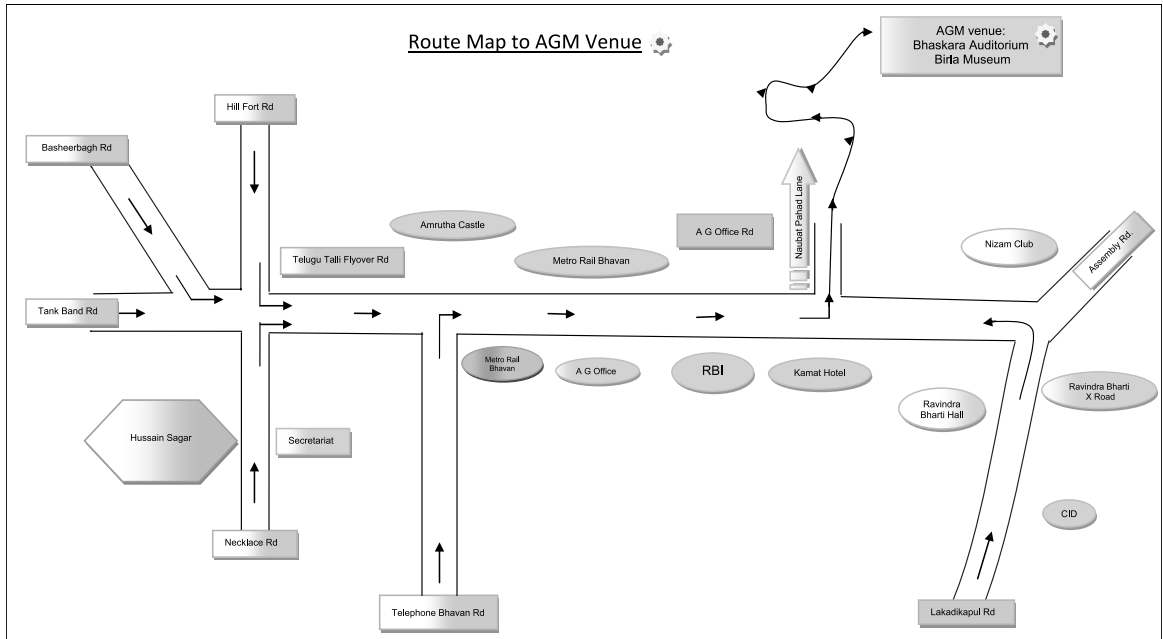 Route Map to AGM Venue
AGM venue:
Bhaskara Auditorium
Birla Museum
Hill Fort Rd
Basheerbagh Rd
Naubat Pahad Lane
Amrutha Castle
A G Office Rd
Nizam Club
Assembly Rd.
Telugu Talli Flyover Rd
Metro Rail Bhavan
Tank Band Rd
Metro Rail
Bhavan
A G Office
RBI
Kamat Hotel
Ravindra Bharti
X Road
Ravindra
Bharti Hall
Hussain Sagar
Secretariat
CID
Necklace Rd
Telephone Bhavan Rd
Lakadikapul Rd